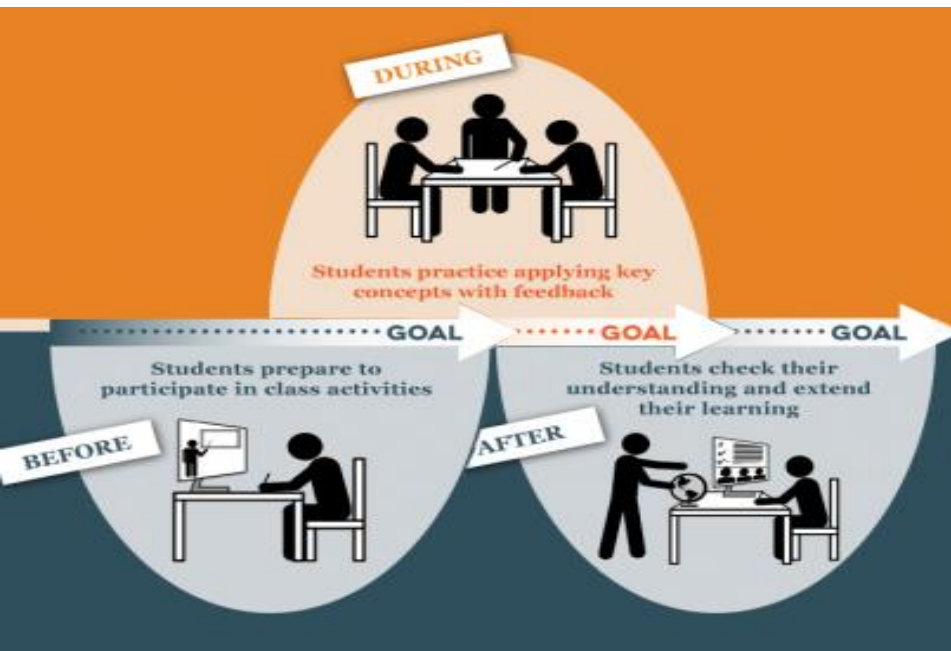 DURING
Students practice applying key
concepts with feedback
GOAL
GOAL
GOAL
Students prepare to
participate in class activities
BEFORE
Students check their
understanding and extend
their learning
AFTER